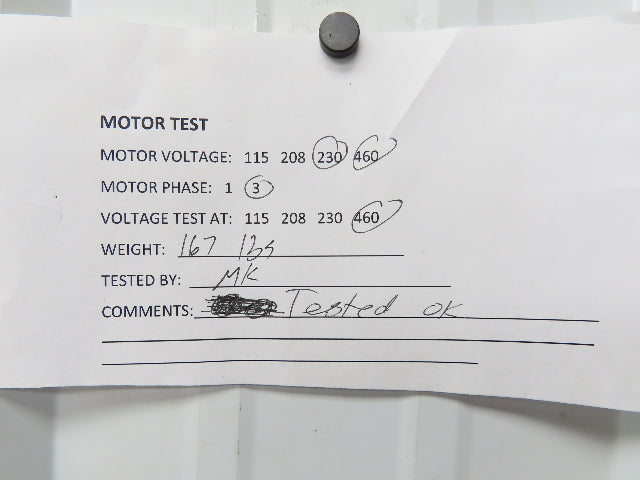 MOTOR TEST
MOTOR VOLTAGE: 115 208 230 460
MOTOR PHASE: 1 3
VOLTAGE TEST AT: 115 208 230 460
WEIGHT: 167 lbs
TESTED BY: MK
COMMENTS: Tested ok